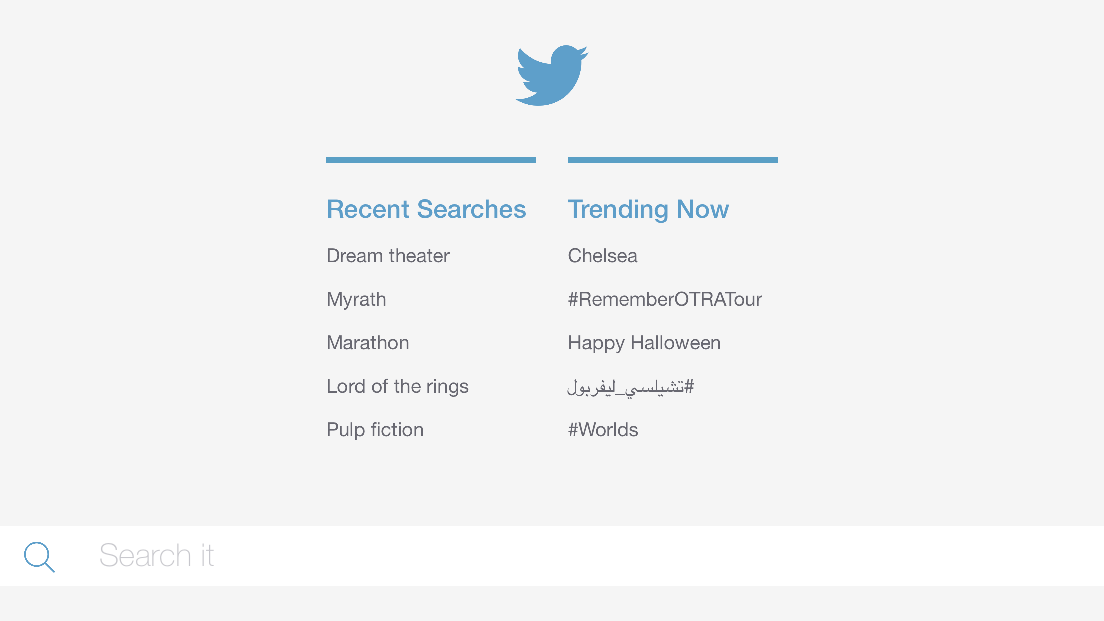 Recent Searches
Dream theater
Myrath
Marathon
Lord of the rings
Pulp fiction
Trending Now
Chelsea
#RememberOTRATour
Happy Halloween
#تشيلسي_ليفربول
#Worlds
Search it